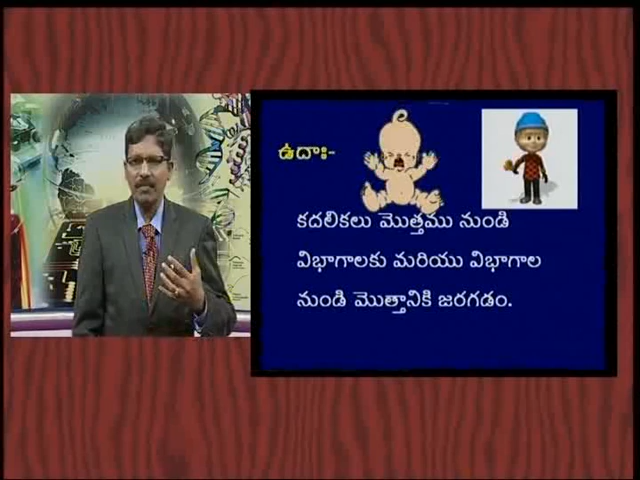 ఉదాః-
కదలికలు మొత్తము నుండి
విభాగాలకు మరియు విభాగాల
నుండి మొత్తానికి జరగడం.